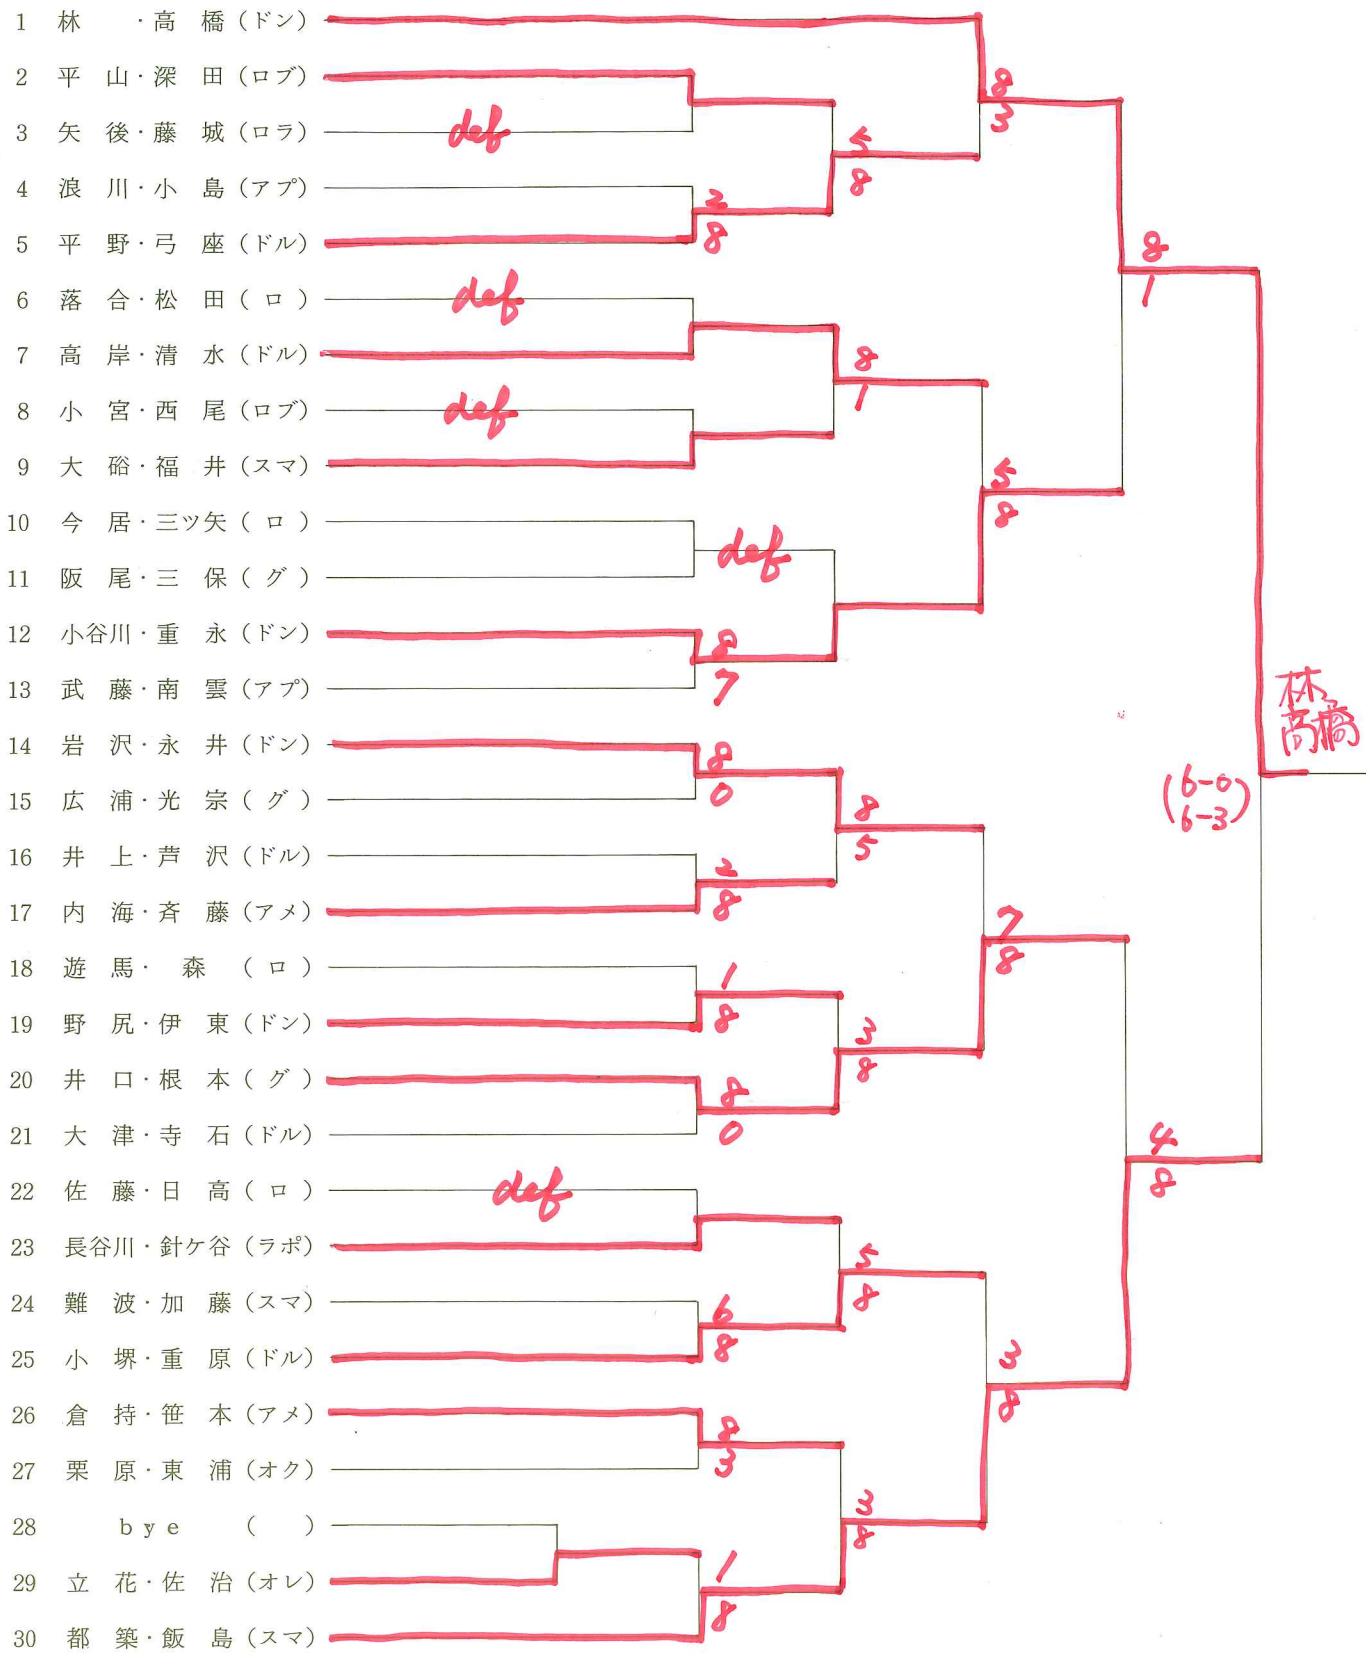 1 林 ・高 橋（ドン）
2 平 山・深 田（ロブ）
8
3
3 矢 後・藤 城（ロラ）
def
5
8
4 浪 川・小 島（アプ）
2
8
5 平 野・弓 座（ドル）
8
1
6 落 合・松 田（ ロ ）
def
7 高 岸・清 水（ドル）
8
1
8 小 宮・西 尾（ロブ）
def
9 大 硲・福 井（スマ）
5
8
10 今 居・三ツ矢（ ロ ）
def
11 阪 尾・三 保（ グ ）
12 小谷川・重 永（ドン）
8
7
13 武 藤・南 雲（アプ）
林、
高橋
14 岩 沢・永 井（ドン）
8
0
(6-0
6-3)
15 広 浦・光 宗（ グ ）
8
5
16 井 上・芦 沢（ドル）
2
8
17 内 海・斉 藤（アメ）
7
8
18 遊 馬・ 森 （ ロ ）
1
8
19 野 尻・伊 東（ドン）
3
8
20 井 口・根 本（ グ ）
8
0
21 大 津・寺 石（ドル）
4
8
22 佐 藤・日 高（ ロ ）
def
23 長谷川・針ケ谷（ラポ）
5
8
24 難 波・加 藤（スマ）
6
8
25 小 堺・重 原（ドル）
3
8
26 倉 持・笹 本（アメ）
8
3
27 栗 原・東 浦（オク）
3
8
28 bye （ ）
29 立 花・佐 治（オレ）
1
8
30 都 築・飯 島（スマ）